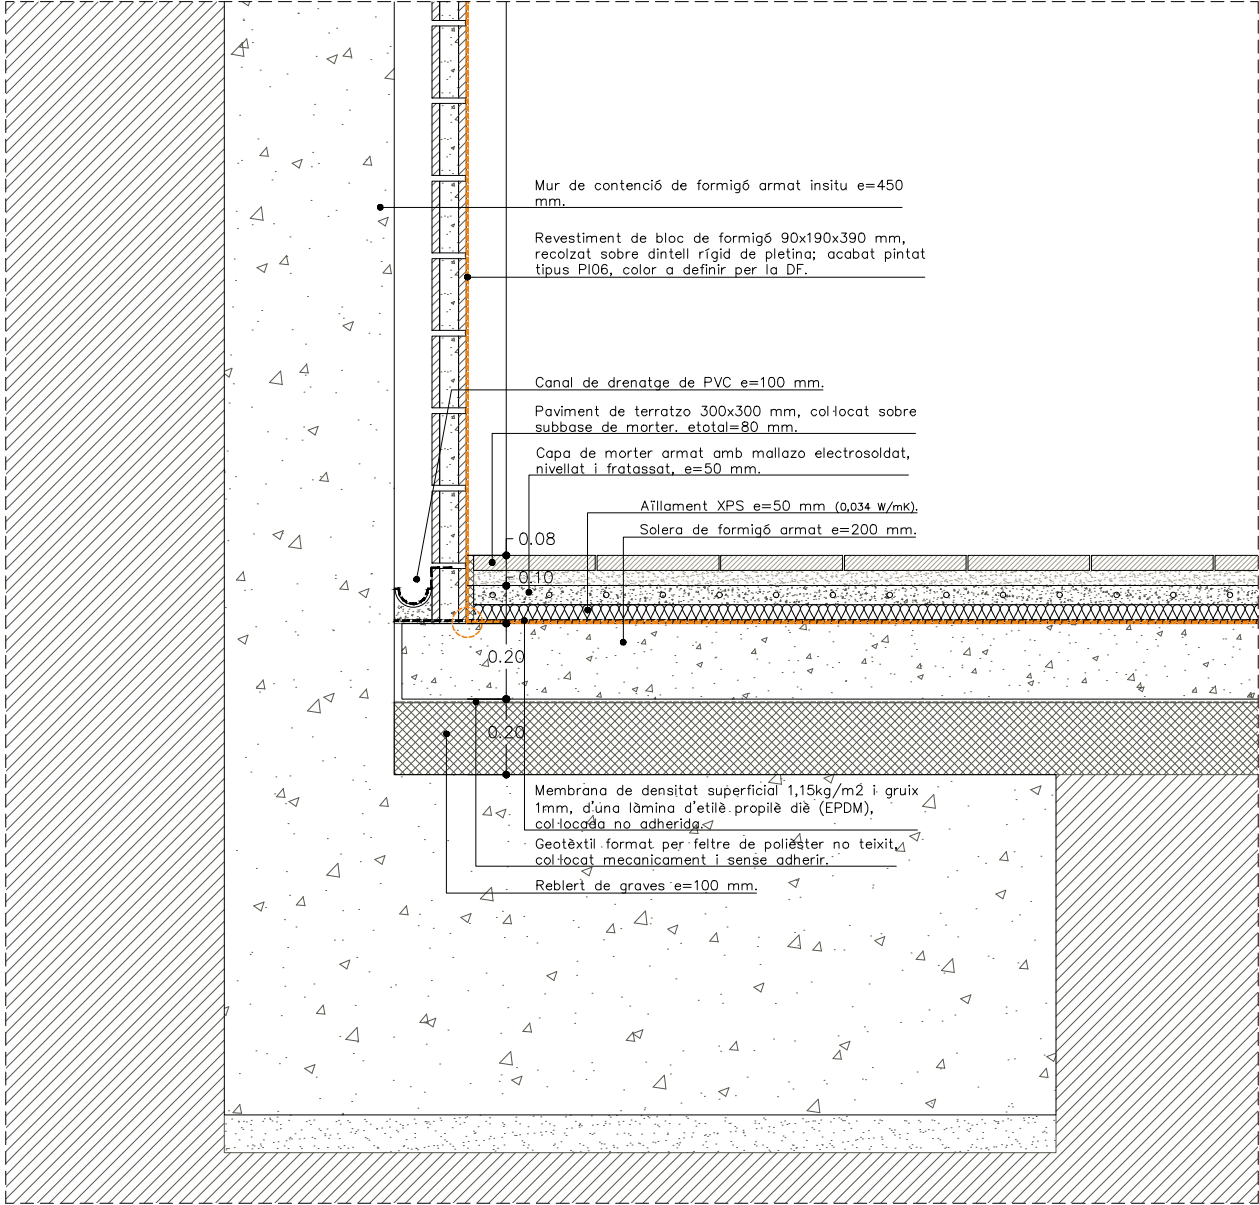 Mur de contenció de formigó armat insitu e=450
mm.
Revestiment de bloc de formigó 90x190x390 mm,
recolzat sobre dintell rígid de pletina; acabat pintat
tipus PI06, color a definir per la DF.
Canal de drenatge de PVC e=100 mm.
Paviment de terratzo 300x300 mm, col·locat sobre
subbase de morter. etotal=80 mm.
Capa de morter armat amb mallazo electrosoldat,
nivellat i fratassat, e=50 mm.
Aïllament XPS e=50 mm (0,034 W/mK).
Solera de formigó armat e=200 mm.
0.08
0.10
0.20
0.20
Membrana de densitat superficial 1,15kg/m2 i gruix
1mm, d'una làmina d'etilè propilè diè (EPDM),
col·locada no adherida.
Geotèxtil format per feltre de polièster no teixit,
col·locat mecanicament i sense adherir.
Reblert de graves e=100 mm.